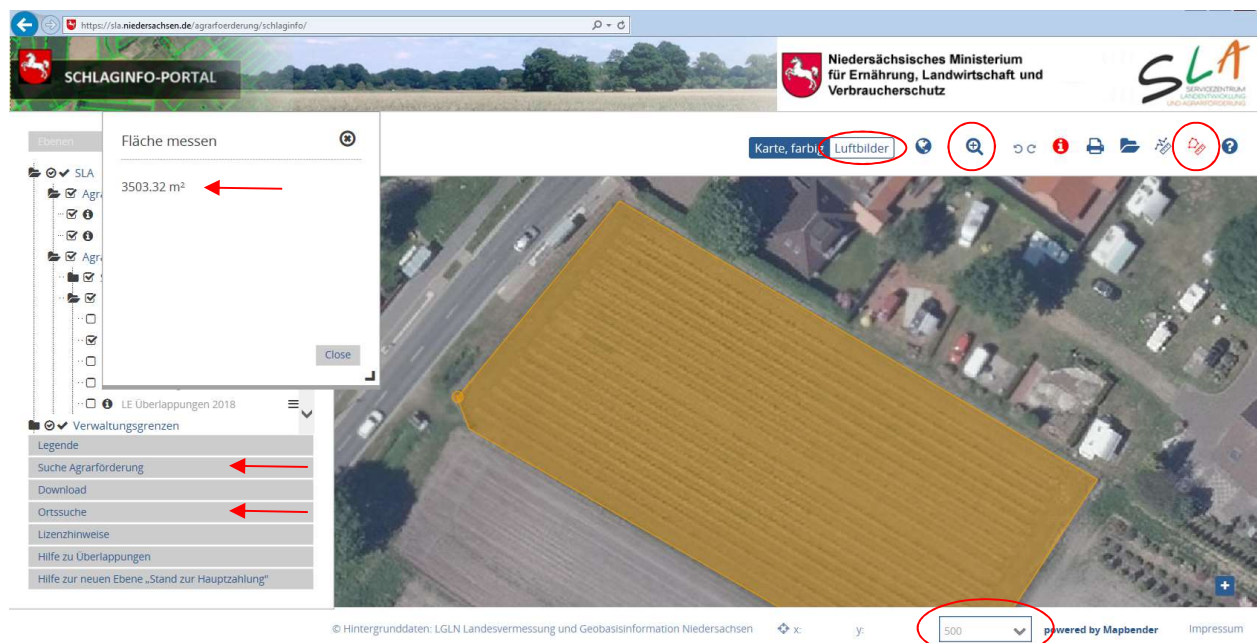 https://sla.niedersachsen.de/agrarfoerderung/schlaginfo/
SCHLAGINFO-PORTAL
Niedersächsisches Ministerium
für Ernährung, Landwirtschaft und
Verbraucherschutz
SLA
SERVICEZENTRUM
LANDENTWICKLUNG
UND AGRARFÖRDERUNG
Ebenen
Fläche messen
3503.32 m²
Close
Karte, farbig
Luftbilder
SLA
Agra
Agra
S
LE Überlappungen 2018
Verwaltungsgrenzen
Legende
Suche Agrarförderung
Download
Ortssuche
Lizenzhinweise
Hilfe zu Überlappungen
Hilfe zur neuen Ebene „Stand zur Hauptzahlung"
© Hintergrunddaten: LGLN Landesvermessung und Geobasisinformation Niedersachsen
x:
y:
500
powered by Mapbender
Impressum